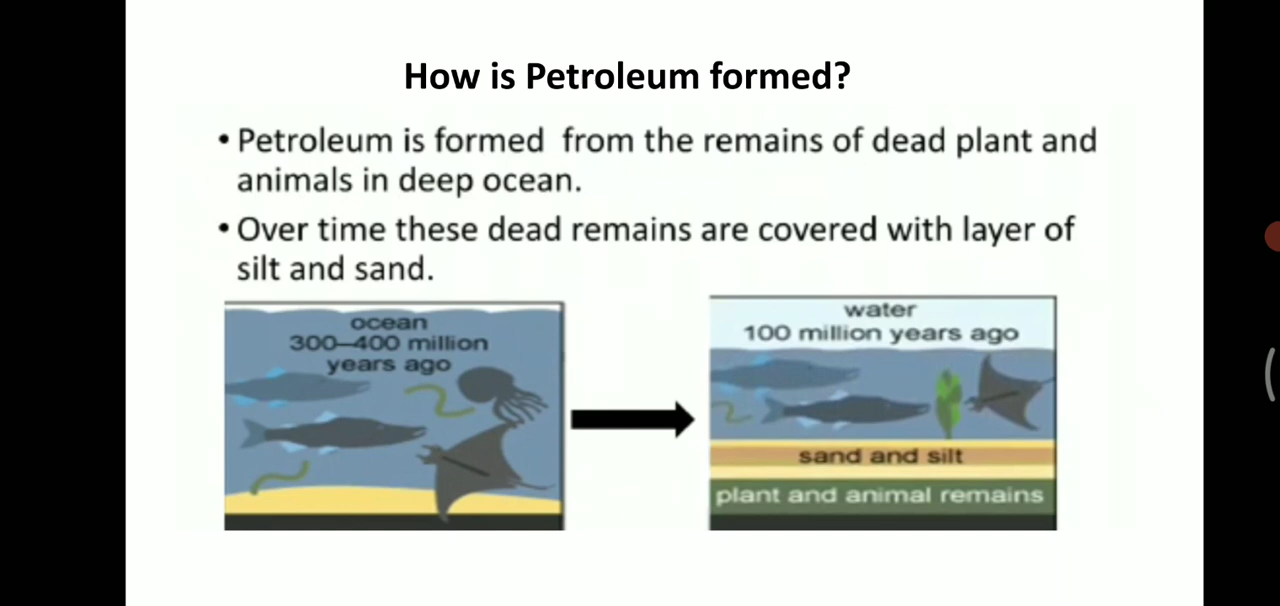 How is Petroleum formed?
• Petroleum is formed from the remains of dead plant and
animals in deep ocean.
• Over time these dead remains are covered with layer of
silt and sand.
ocean
300–400 million
years ago
water
100 million years ago
sand and silt
plant and animal remains